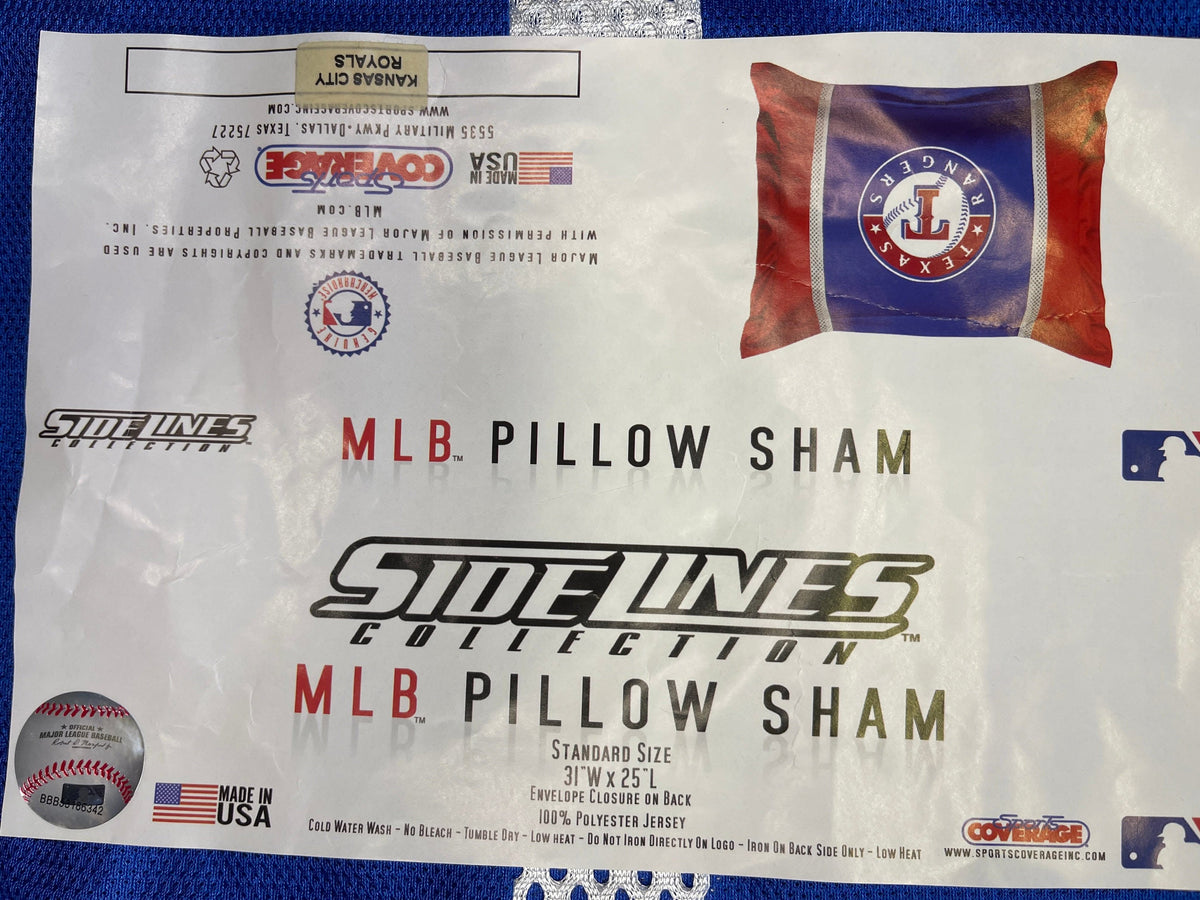 KANSAS CITY
ROYALS
WWW.SPORTSCOVERAGEINC.COM
5535 MILITARY PKWY·DALLAS, TEXAS 75227
MADE IN
USA
Sports
COVERAGE
MLB.COM
WITH PERMISSION OF MAJOR LEAGUE BASEBALL PROPERTIES, INC.
MAJOR LEAGUE BASEBALL TRADEMARKS AND COPYRIGHTS ARE USED
GENUINE
MERCHANDISE
TEXAS
RANGERS
T
SIDELINES
COLLECTION
MLB™ PILLOW SHAM
SIDELINES
COLLECTION™
MLB™ PILLOW SHAM
STANDARD SIZE
31"W x 25"L
ENVELOPE CLOSURE ON BACK
100% POLYESTER JERSEY
COLD WATER WASH – NO BLEACH – TUMBLE DRY – LOW HEAT – DO NOT IRON DIRECTLY ON LOGO – IRON ON BACK SIDE ONLY – LOW HEAT
OFFICIAL
MAJOR LEAGUE BASEBALL
MADE IN
USA
Sports
COVERAGE
WWW.SPORTSCOVERAGEINC.COM